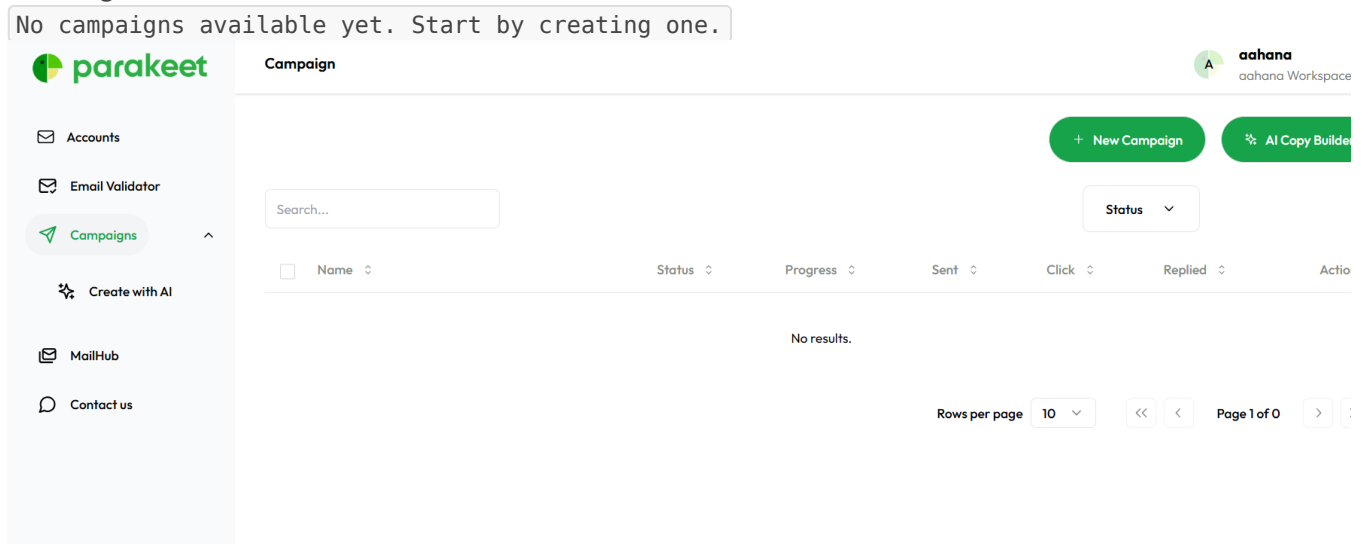 No campaigns available yet. Start by creating one.
parakeet
Campaign
A
aahana
aahana Workspace
Accounts
+ New Campaign
AI Copy Builder
Email Validator
Search...
Status
Campaigns
Name Status Progress Sent Click Replied Actio
Create with AI
No results.
MailHub
Contact us
Rows per page 10 << < Page 1 of 0 >